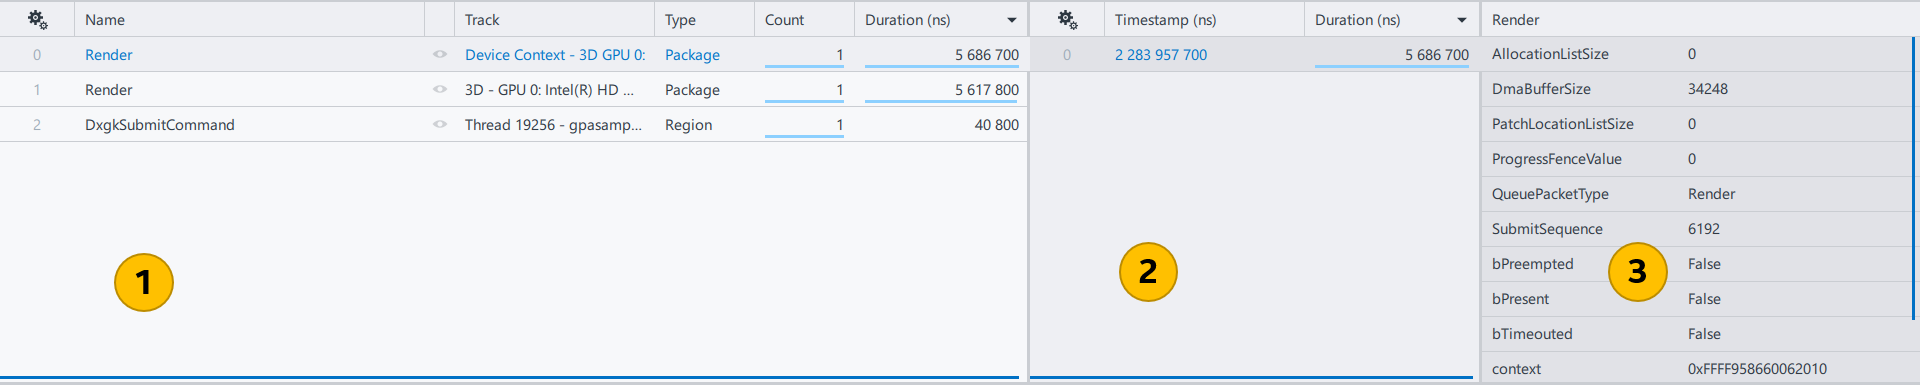 Name Track Type Count Duration (ns)
0 Render Device Context - 3D GPU 0: Package 1 5 686 700
1 Render 3D - GPU 0: Intel(R) HD ... Package 1 5 617 800
2 DxgkSubmitCommand Thread 19256 - gpasamp... Region 1 40 800
1
Timestamp (ns) Duration (ns)
0 2 283 957 700 5 686 700
2
Render
AllocationListSize 0
DmaBufferSize 34248
PatchLocationListSize 0
ProgressFenceValue 0
QueuePacketType Render
SubmitSequence 6192
bPreempted False
3
bPresent False
bTimeouted False
context 0xFFFF958660062010